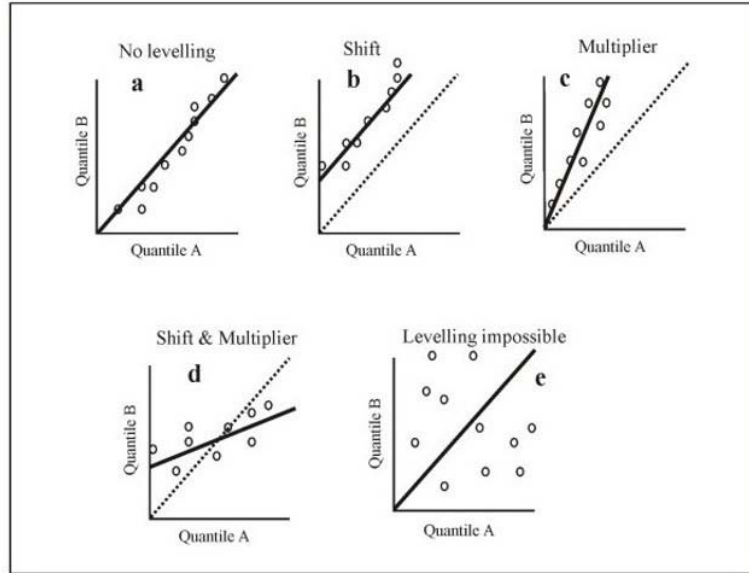 No levelling
a
Quantile B
Quantile A
Shift
b
Quantile B
Quantile A
Multiplier
c
Quantile B
Quantile A
Shift & Multiplier
d
Quantile B
Quantile A
Levelling impossible
e
Quantile B
Quantile A